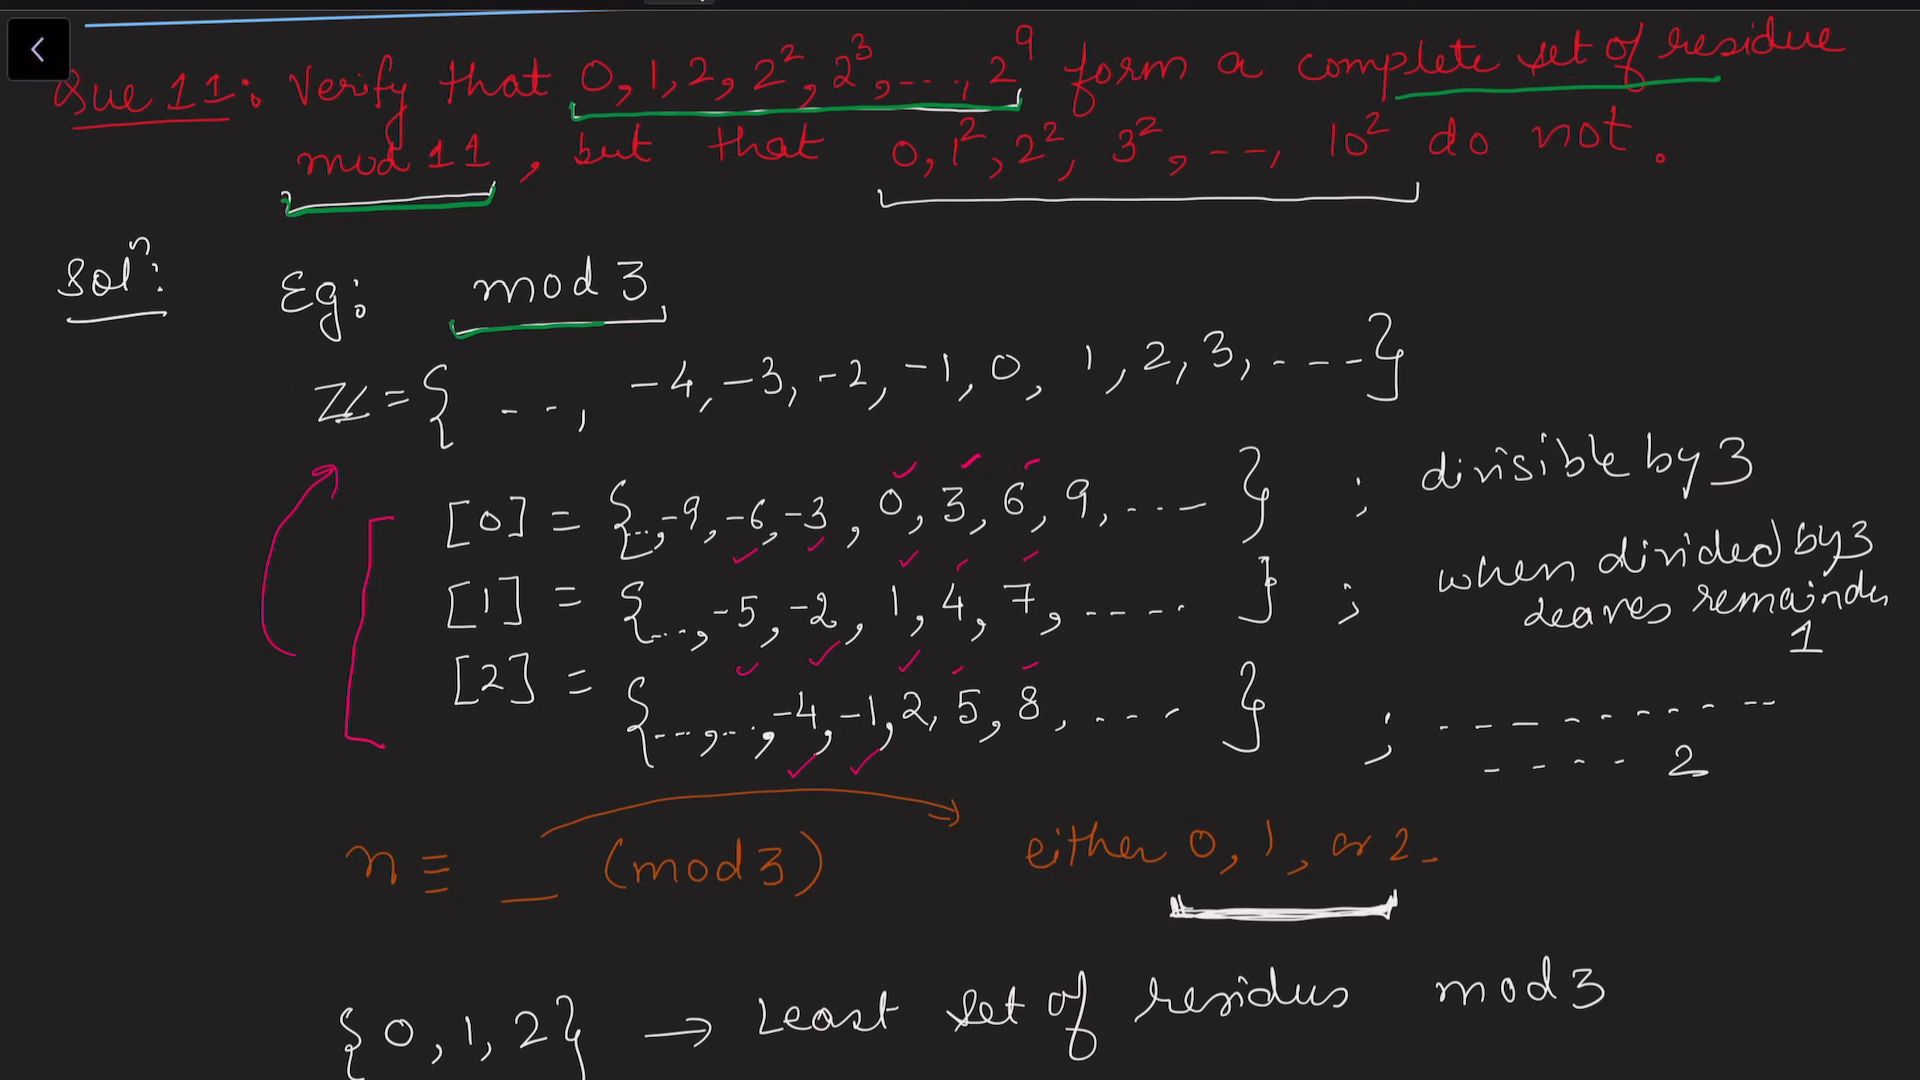 Que 11: Verify that 0, 1, 2, 2², 2³, ..., 2⁹ form a complete set of residue
mod 11, but that 0, 1², 2², 3², --, 10² do not.
Solⁿ: Eg: mod 3
ℤ = { --, -4, -3, -2, -1, 0, 1, 2, 3, ---}
[0] = {..., -9, -6, -3, 0, 3, 6, 9, ---- } ; divisible by 3
[1] = {..., -5, -2, 1, 4, 7, ----. } ; when divided by 3
leaves remainder
1
[2] = {---, --, -4, -1, 2, 5, 8, ---- } ; ---------
---- 2
n ≡ __ (mod 3) either 0, 1, or 2.
{0, 1, 2} → Least set of residus mod 3